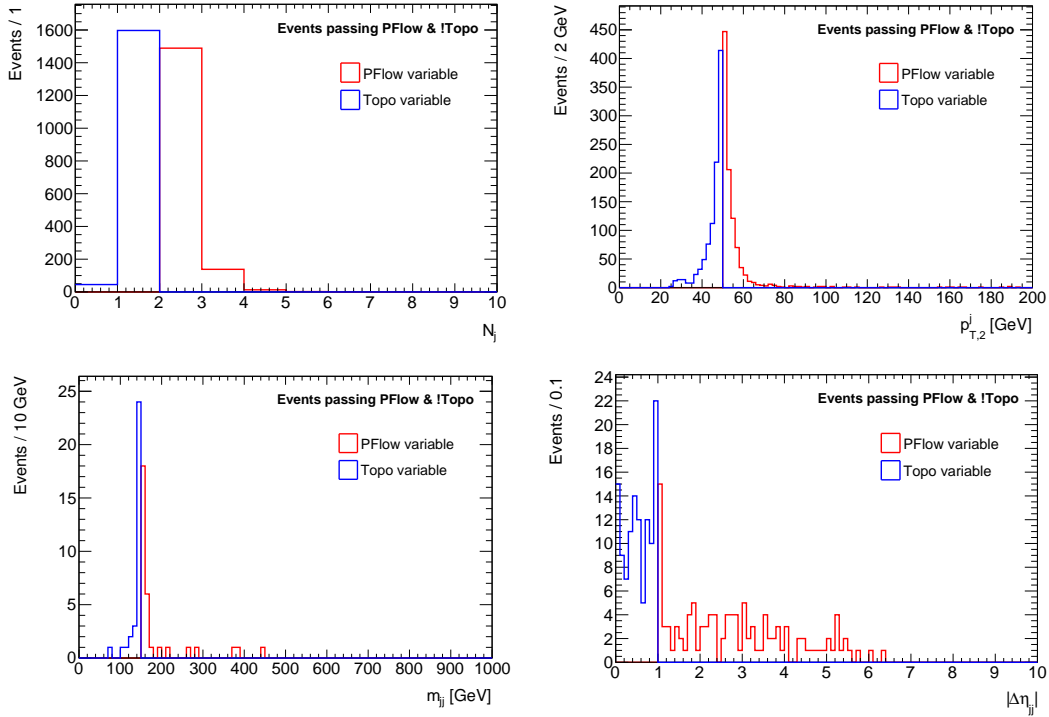 Events / 1
1600
1400
1200
1000
800
600
400
200
0
Events passing PFlow & !Topo
PFlow variable
Topo variable
0 1 2 3 4 5 6 7 8 9 10
N_j
Events / 2 GeV
450
400
350
300
250
200
150
100
50
0
Events passing PFlow & !Topo
PFlow variable
Topo variable
0 20 40 60 80 100 120 140 160 180 200
p^j_{T,2} [GeV]
Events / 10 GeV
25
20
15
10
5
0
Events passing PFlow & !Topo
PFlow variable
Topo variable
0 100 200 300 400 500 600 700 800 900 1000
m_jj [GeV]
Events / 0.1
24
22
20
18
16
14
12
10
8
6
4
2
0
Events passing PFlow & !Topo
PFlow variable
Topo variable
0 1 2 3 4 5 6 7 8 9 10
|Δη_jj|